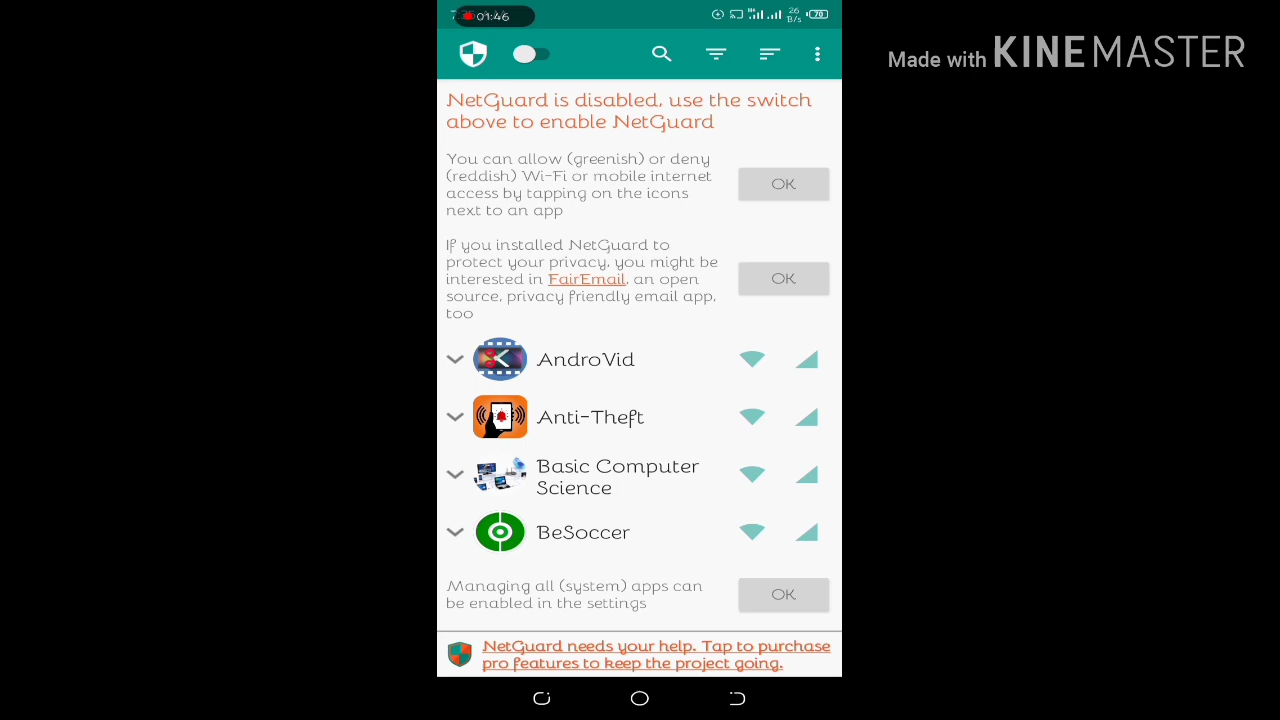 01:46
26
B/s
70
Made with KINEMASTER
NetGuard is disabled, use the switch
above to enable NetGuard
You can allow (greenish) or deny
(reddish) Wi-Fi or mobile internet
access by tapping on the icons
next to an app
OK
If you installed NetGuard to
protect your privacy, you might be
interested in FairEmail, an open
source, privacy friendly email app,
too
OK
AndroVid
Anti-Theft
Basic Computer
Science
BeSoccer
Managing all (system) apps can
be enabled in the settings
OK
NetGuard needs your help. Tap to purchase
pro features to keep the project going.